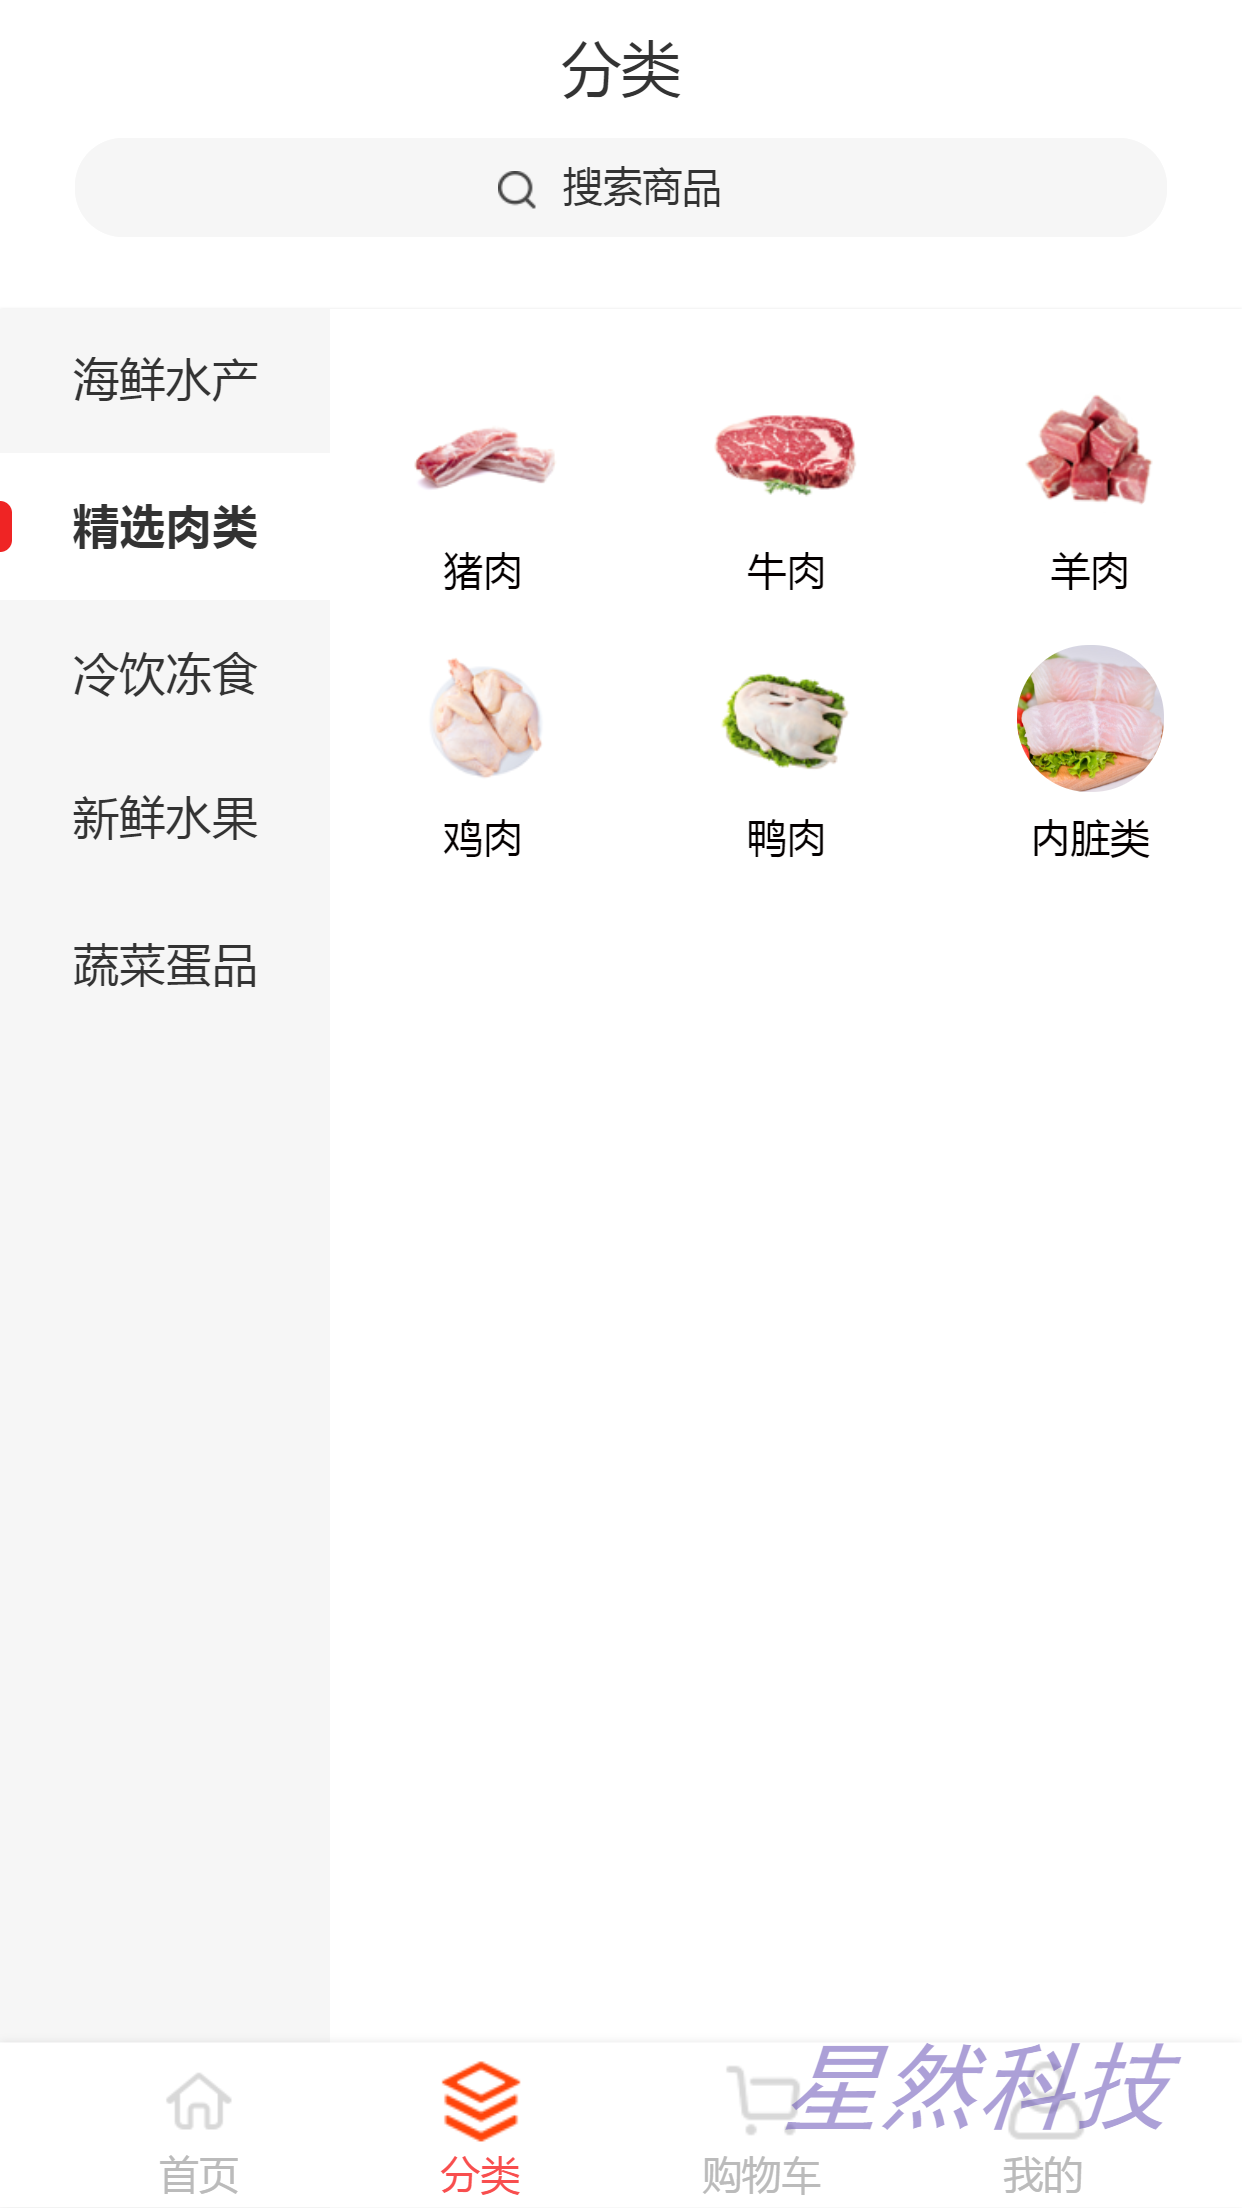 分类
搜索商品
海鲜水产
精选肉类
冷饮冻食
新鲜水果
蔬菜蛋品
猪肉 牛肉 羊肉
鸡肉 鸭肉 内脏类
星然科技
首页 分类 购物车 我的